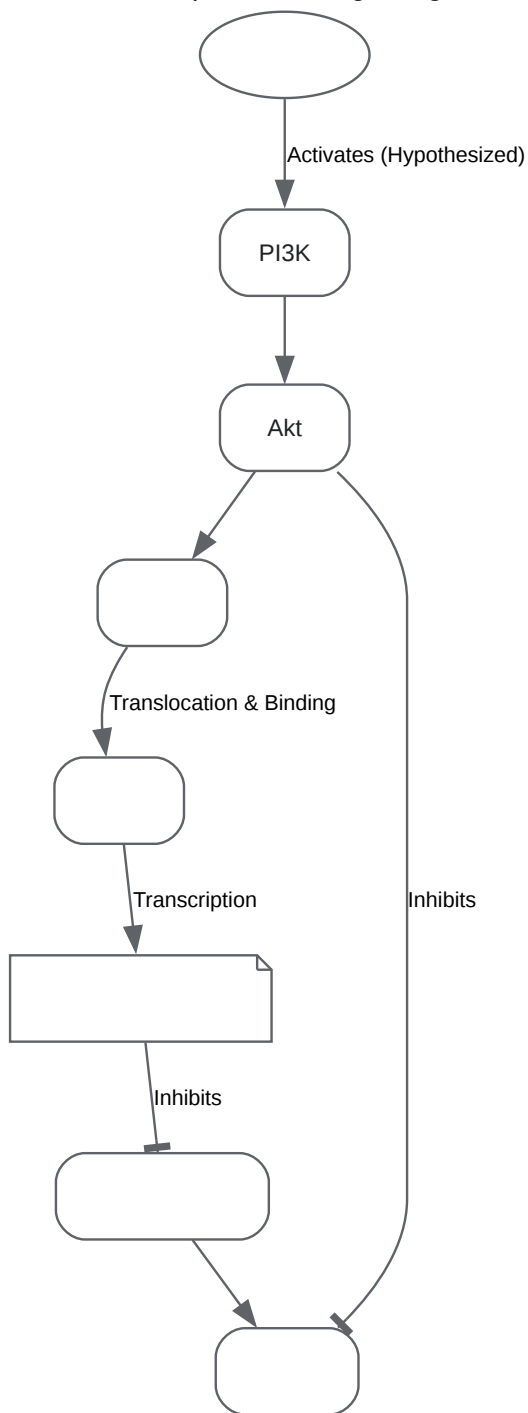 Activates (Hypothesized)
PI3K
Akt
Translocation & Binding
Transcription
Inhibits
Inhibits